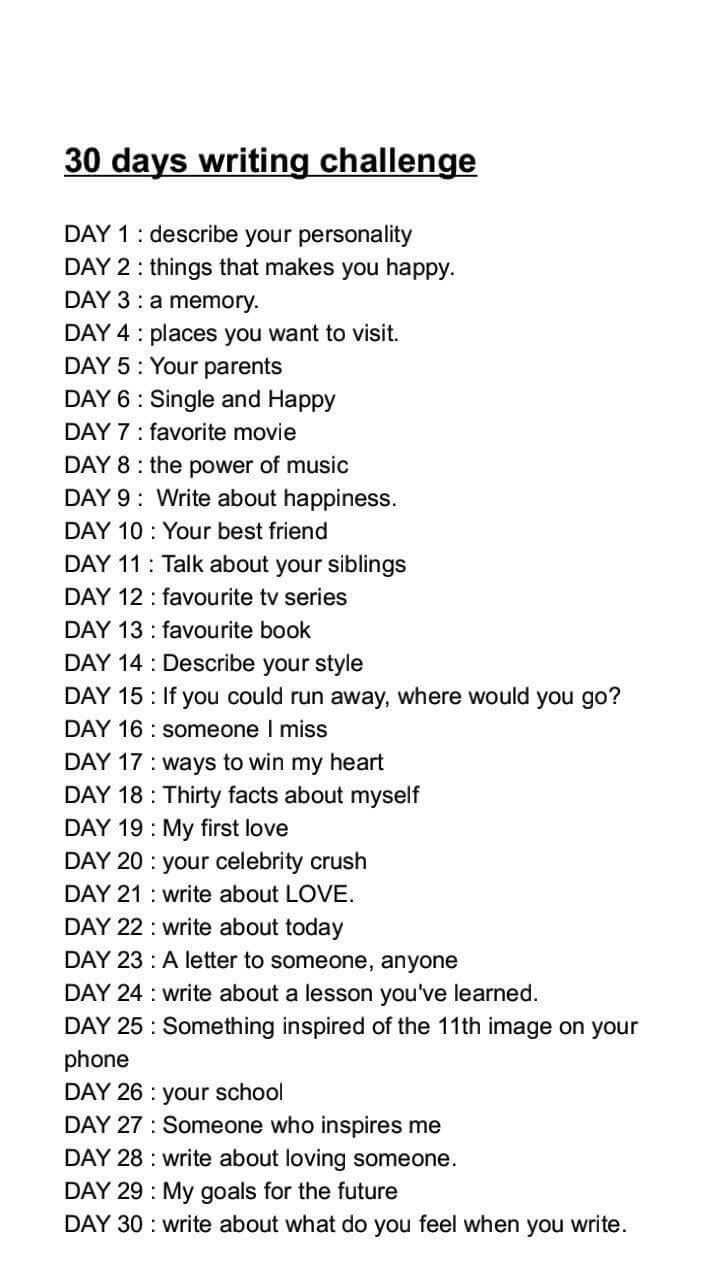 30 days writing challenge
DAY 1 : describe your personality
DAY 2 : things that makes you happy.
DAY 3 : a memory.
DAY 4 : places you want to visit.
DAY 5 : Your parents
DAY 6 : Single and Happy
DAY 7 : favorite movie
DAY 8 : the power of music
DAY 9 :  Write about happiness.
DAY 10 : Your best friend
DAY 11 : Talk about your siblings
DAY 12 : favourite tv series
DAY 13 : favourite book
DAY 14 : Describe your style
DAY 15 : If you could run away, where would you go?
DAY 16 : someone I miss
DAY 17 : ways to win my heart
DAY 18 : Thirty facts about myself
DAY 19 : My first love
DAY 20 : your celebrity crush
DAY 21 : write about LOVE.
DAY 22 : write about today
DAY 23 : A letter to someone, anyone
DAY 24 : write about a lesson you've learned.
DAY 25 : Something inspired of the 11th image on your
phone
DAY 26 : your school
DAY 27 : Someone who inspires me
DAY 28 : write about loving someone.
DAY 29 : My goals for the future
DAY 30 : write about what do you feel when you write.